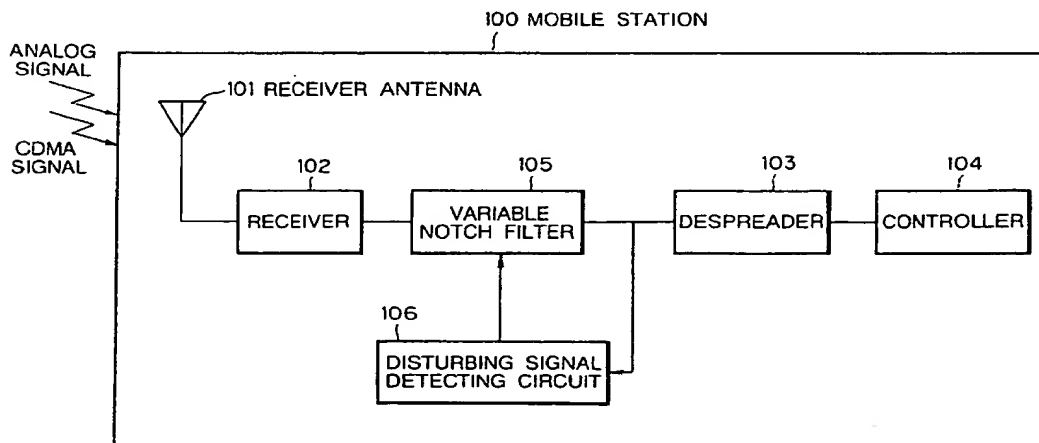 100 MOBILE STATION
ANALOG
SIGNAL
101 RECEIVER ANTENNA
CDMA
SIGNAL
102
105
103
104
RECEIVER
VARIABLE
NOTCH FILTER
DESPREADER
CONTROLLER
106
DISTURBING SIGNAL
DETECTING CIRCUIT